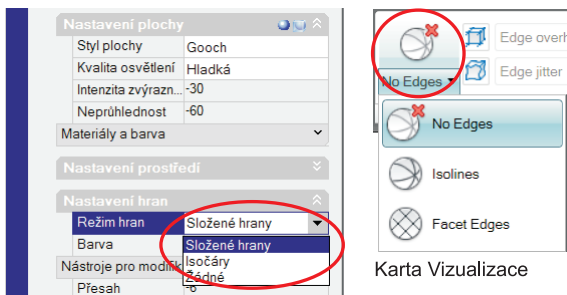 Nastavení plochy
Styl plochy Gooch
Kvalita osvětlení Hladká
Intenzita zvýrazn... -30
Neprůhlednost -60
Materiály a barva
Nastavení prostředí
Nastavení hran
Režim hran Složené hrany
Barva Složené hrany
Isočáry
Nástroje pro modifik
Žádné
Přesah -6
Edge overh
No Edges Edge jitter
No Edges
Isolines
Facet Edges
Karta Vizualizace